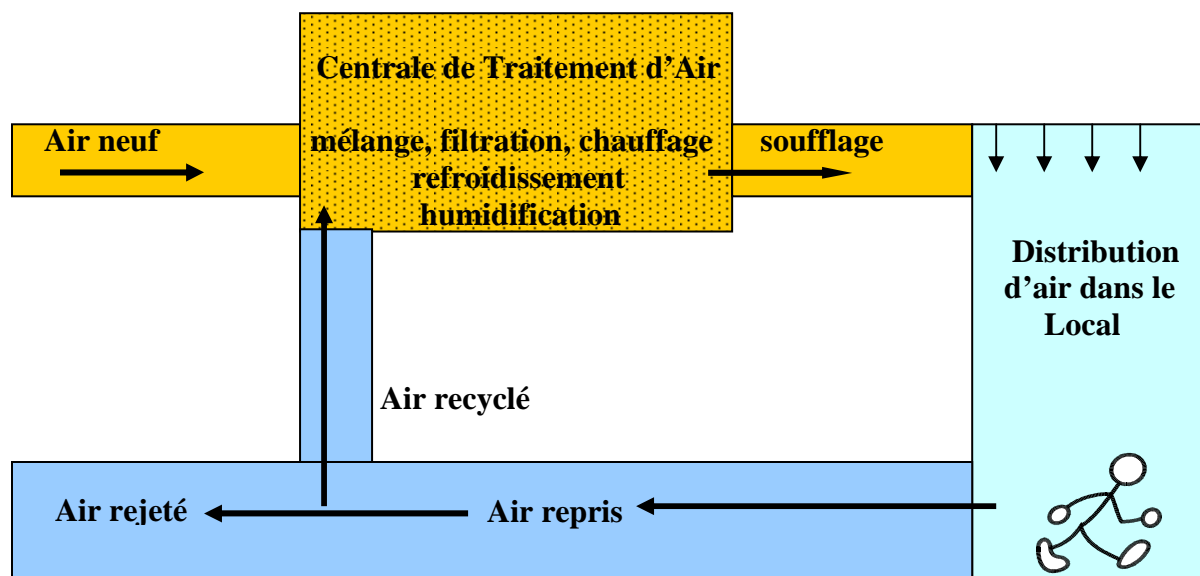 Centrale de Traitement d’Air
Air neuf
mélange, filtration, chauffage
refroidissement
humidification
soufflage
Distribution
d’air dans le
Local
Air recyclé
Air rejeté
Air repris